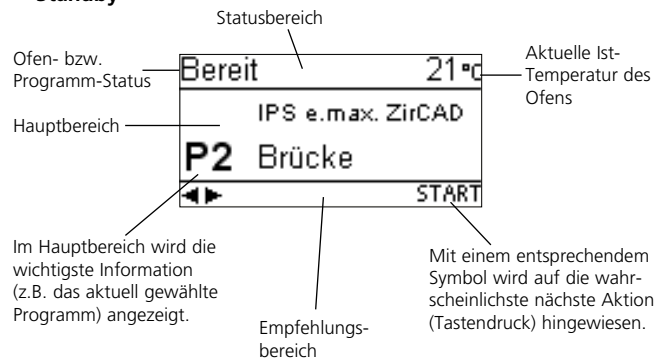 Standby
Statusbereich
Ofen- bzw.
Programm-Status
Bereit 21 °C
Aktuelle Ist-
Temperatur des
Ofens
Hauptbereich
IPS e.max. ZirCAD
P2 Brücke
◄► START
Im Hauptbereich wird die
wichtigste Information
(z.B. das aktuell gewählte
Programm) angezeigt.
Mit einem entsprechendem
Symbol wird auf die wahr-
scheinlichste nächste Aktion
(Tastendruck) hingewiesen.
Empfehlungs-
bereich